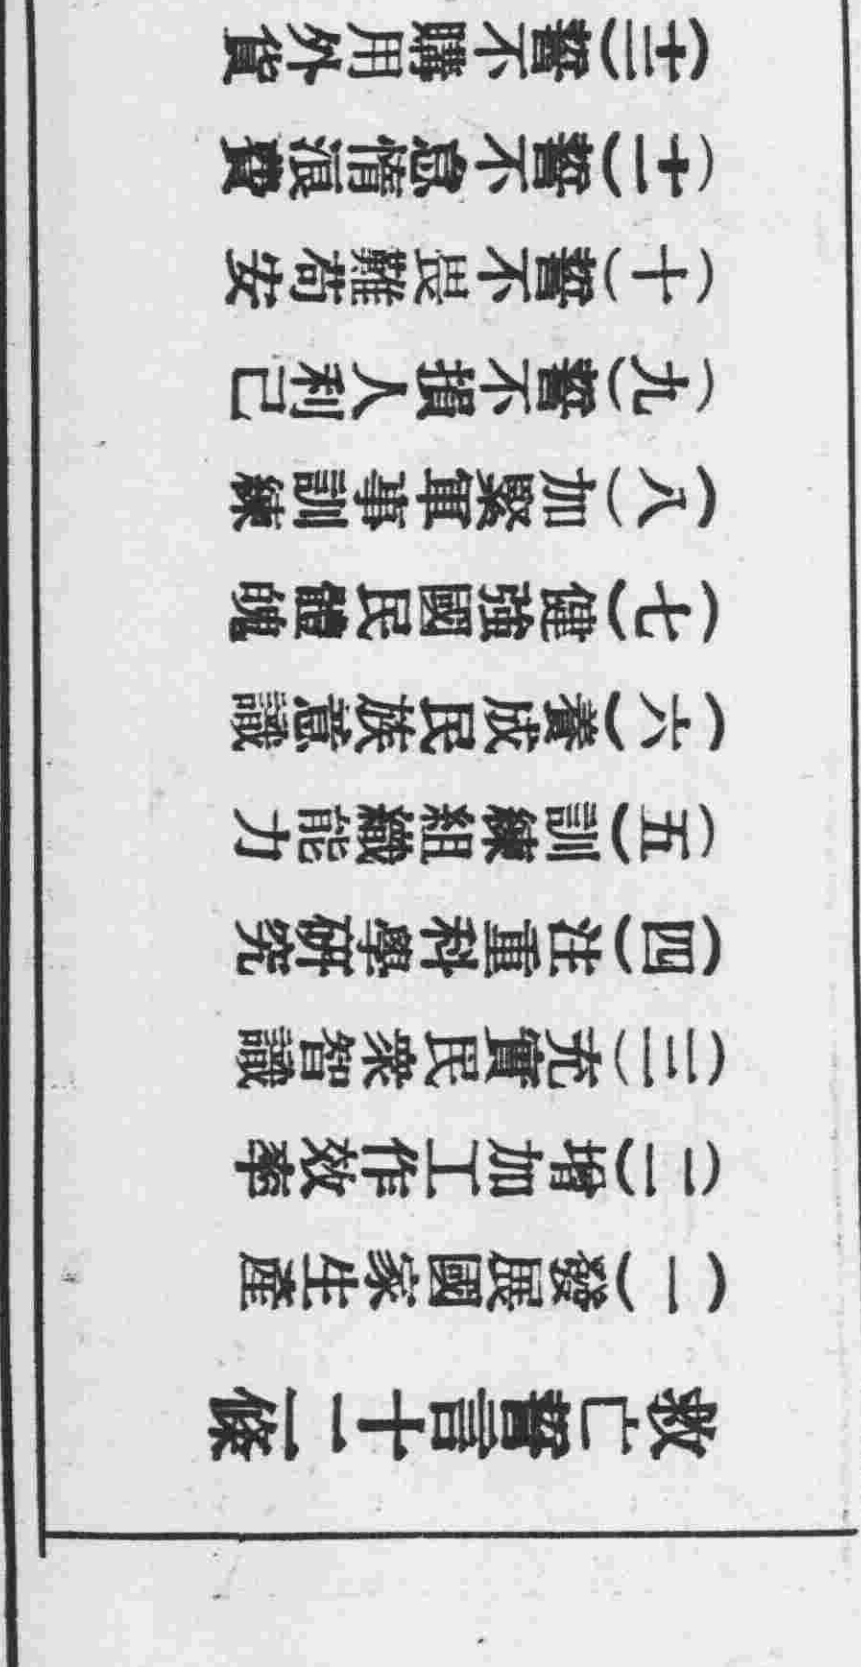 救亡誓言十二條
(一)發展國家生產
(二)增加工作效率
(三)充實民衆智識
(四)注重科學研究
(五)訓練組織能力
(六)養成民族意識
(七)健強國民體魄
(八)加緊軍事訓練
(九)誓不損人利己
(十)誓不畏難苟安
(十一)誓不怠惰浪費
(十二)誓不購用外貨